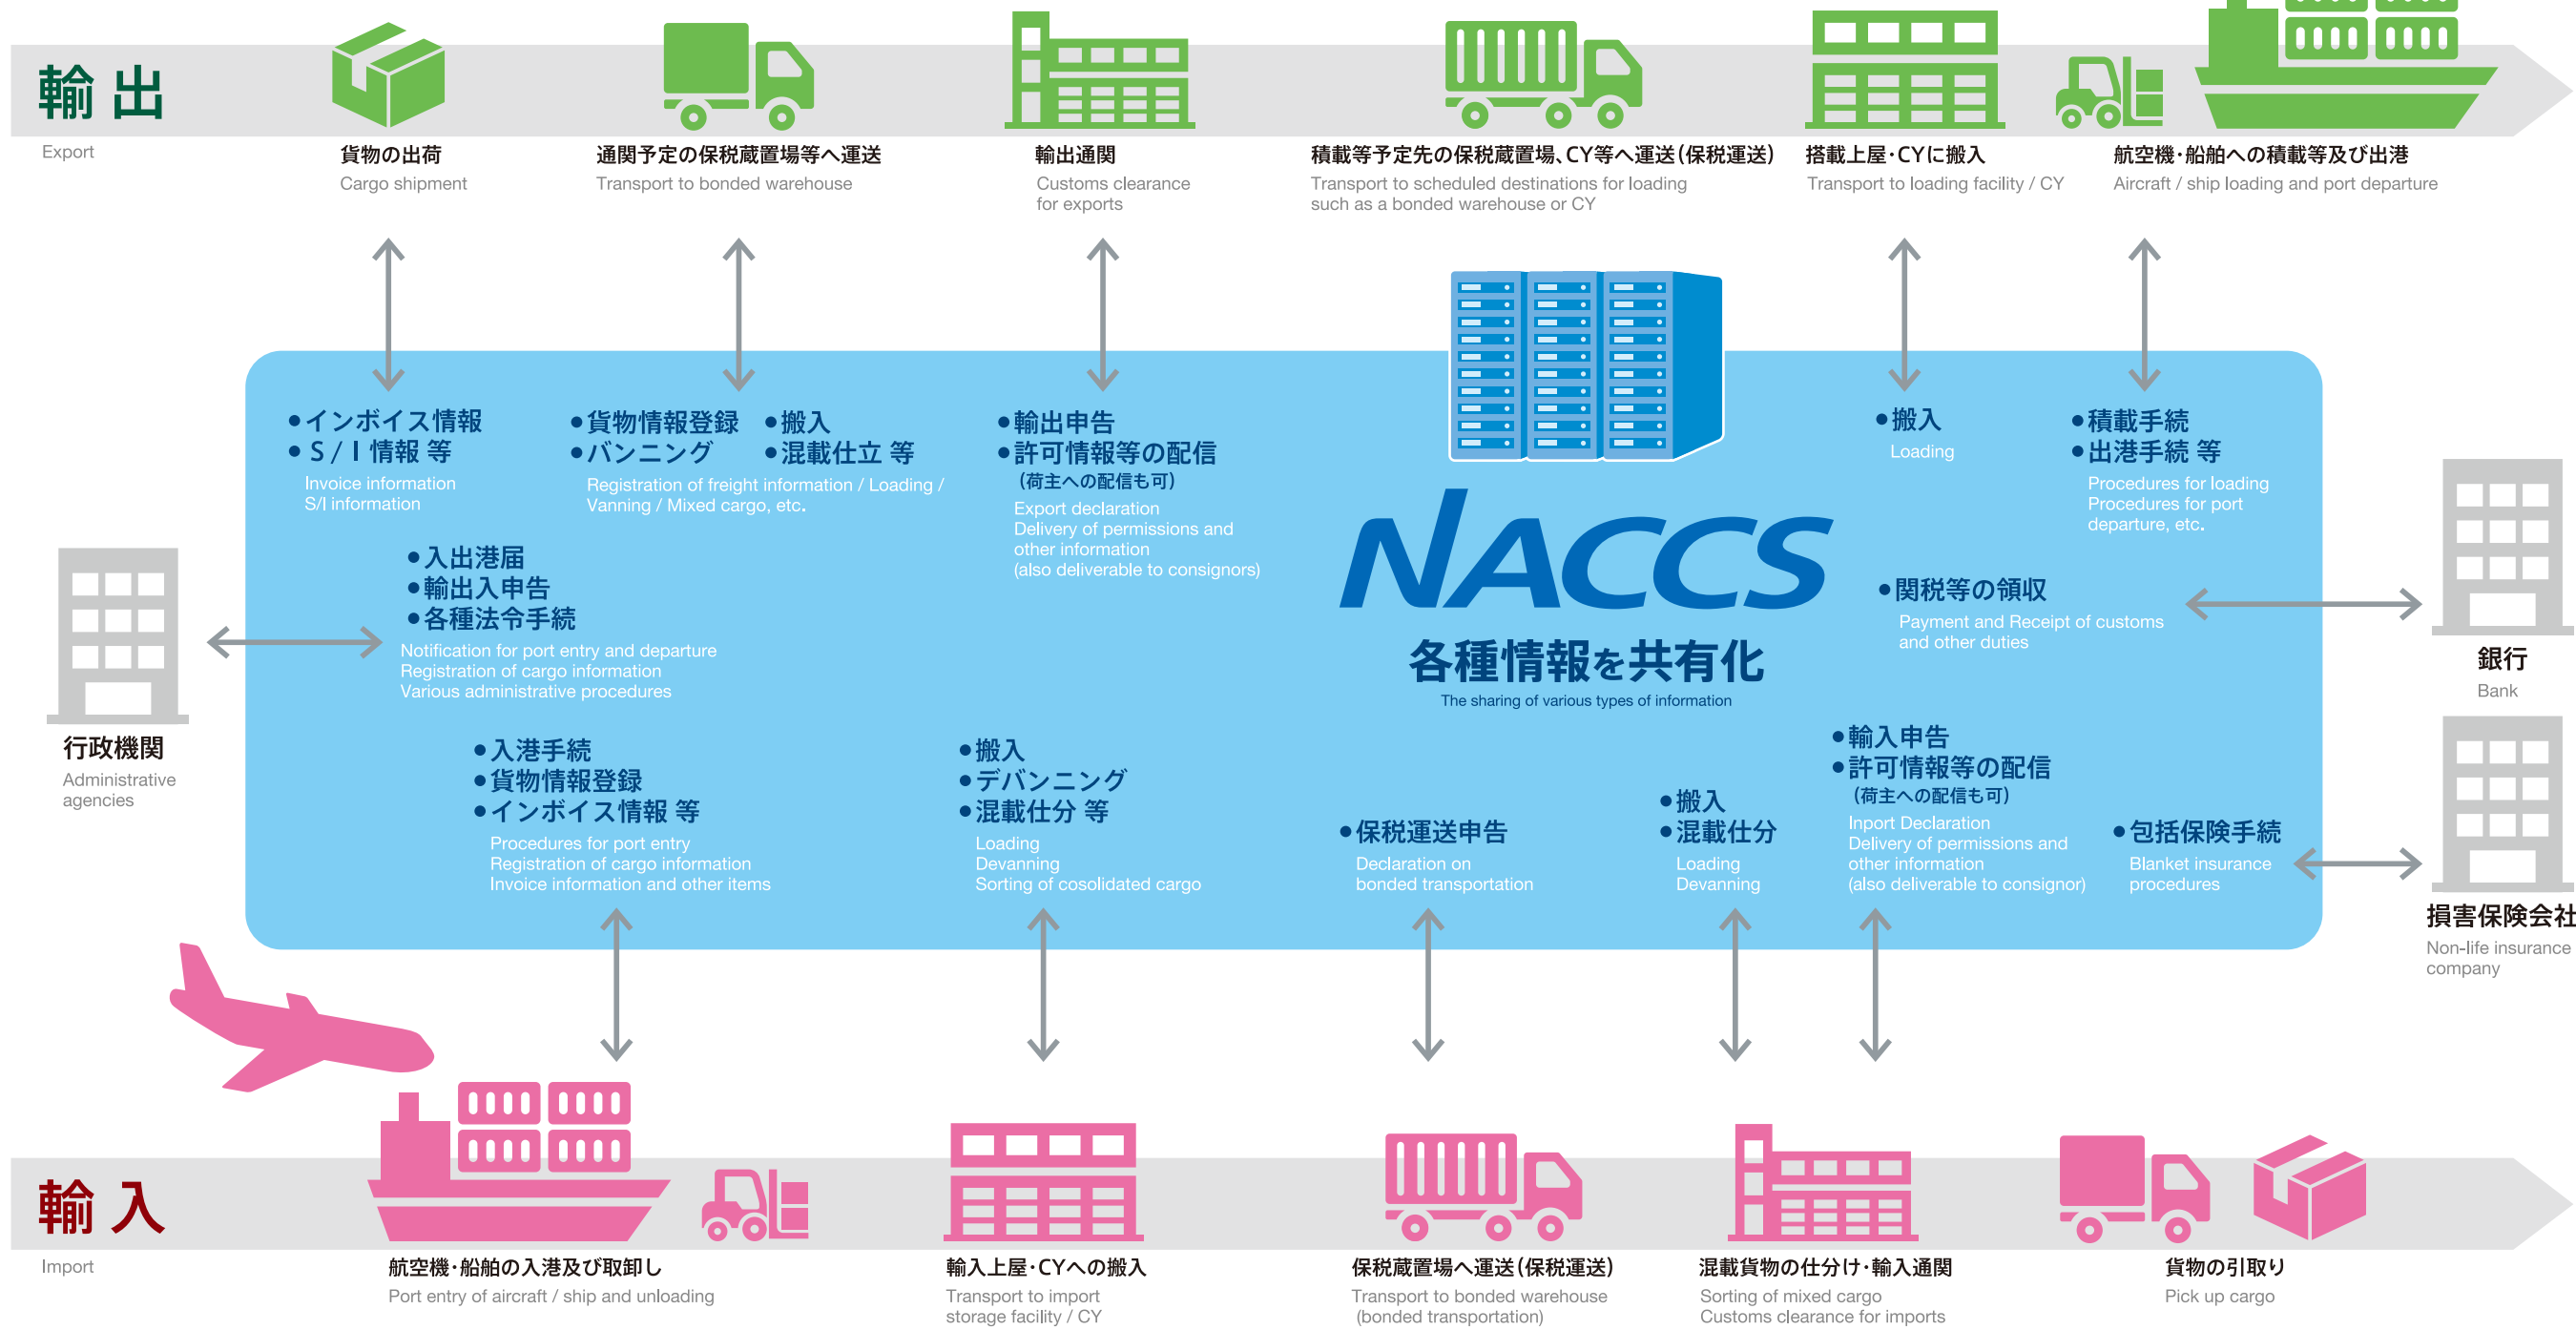 輸出
Export
貨物の出荷
Cargo shipment
通関予定の保税蔵置場等へ運送
Transport to bonded warehouse
輸出通関
Customs clearance
for exports
積載等予定先の保税蔵置場、CY等へ運送(保税運送)
Transport to scheduled destinations for loading
such as a bonded warehouse or CY
搭載上屋・CYに搬入
Transport to loading facility / CY
航空機・船舶への積載等及び出港
Aircraft / ship loading and port departure
●インボイス情報
●S/I 情報 等
Invoice information
S/I information
●貨物情報登録 ●搬入
●バンニング ●混載仕立 等
Registration of freight information / Loading /
Vanning / Mixed cargo, etc.
●輸出申告
●許可情報等の配信
(荷主への配信も可)
Export declaration
Delivery of permissions and
other information
(also deliverable to consignors)
●搬入
Loading
●積載手続
●出港手続 等
Procedures for loading
Procedures for port
departure, etc.
●入出港届
●輸出入申告
●各種法令手続
Notification for port entry and departure
Registration of cargo information
Various administrative procedures
行政機関
Administrative
agencies
NACCS
各種情報を共有化
The sharing of various types of information
●関税等の領収
Payment and Receipt of customs
and other duties
銀行
Bank
●入港手続
●貨物情報登録
●インボイス情報 等
Procedures for port entry
Registration of cargo information
Invoice information and other items
●搬入
●デバンニング
●混載仕分 等
Loading
Devanning
Sorting of cosolidated cargo
●保税運送申告
Declaration on
bonded transportation
●搬入
●混載仕分
Loading
Devanning
●輸入申告
●許可情報等の配信
(荷主への配信も可)
Inport Declaration
Delivery of permissions and
other information
(also deliverable to consignor)
●包括保険手続
Blanket insurance
procedures
損害保険会社
Non-life insurance
company
輸入
Import
航空機・船舶の入港及び取卸し
Port entry of aircraft / ship and unloading
輸入上屋・CYへの搬入
Transport to import
storage facility / CY
保税蔵置場へ運送(保税運送)
Transport to bonded warehouse
(bonded transportation)
混載貨物の仕分け・輸入通関
Sorting of mixed cargo
Customs clearance for imports
貨物の引取り
Pick up cargo